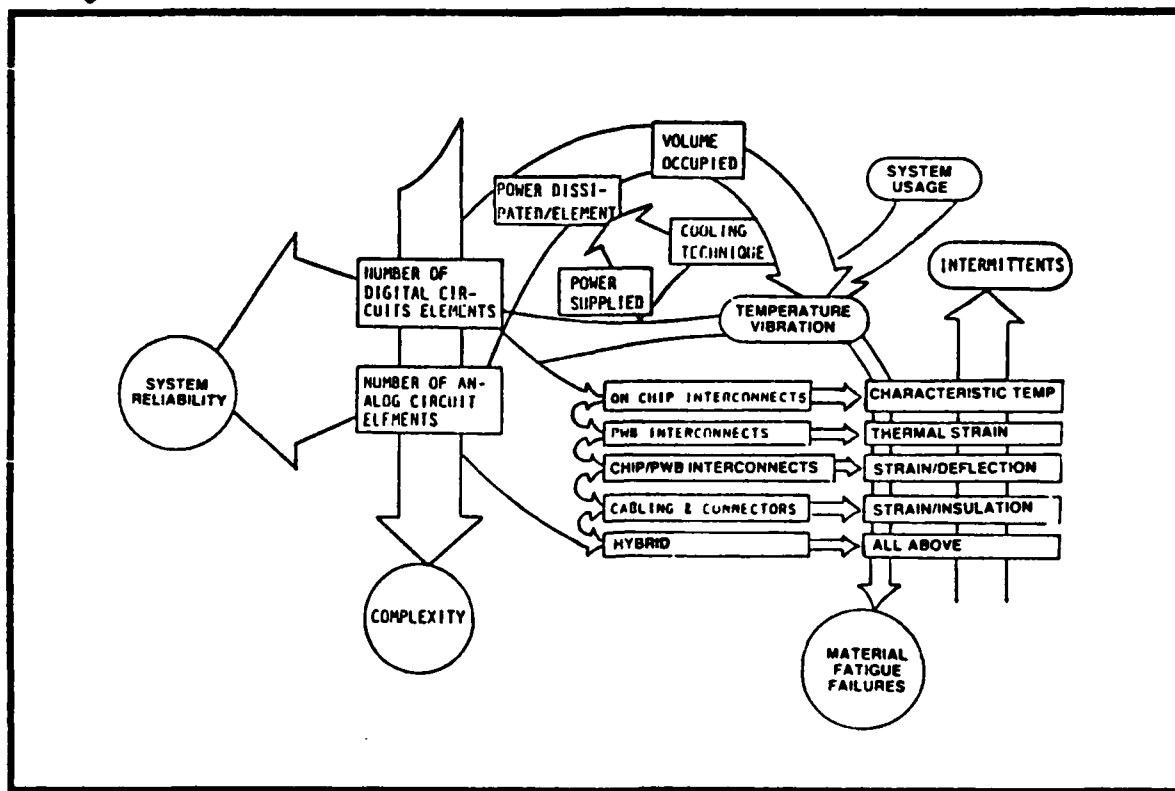 VOLUME
OCCUPIED
SYSTEM
USAGE
POWER DISSI-
PATED/ELEMENT
COOLING
TECHNIQUE
INTERMITTENTS
NUMBER OF
DIGITAL CIR-
CUITS ELEMENTS
POWER
SUPPLIED
TEMPERATURE
VIBRATION
SYSTEM
RELIABILITY
NUMBER OF AN-
ALOG CIRCUIT
ELEMENTS
ON CHIP INTERCONNECTS
CHARACTERISTIC TEMP
PWB INTERCONNECTS
THERMAL STRAIN
CHIP/PWB INTERCONNECTS
STRAIN/DEFLECTION
CABLING & CONNECTORS
STRAIN/INSULATION
HYBRID
ALL ABOVE
COMPLEXITY
MATERIAL
FATIGUE
FAILURES